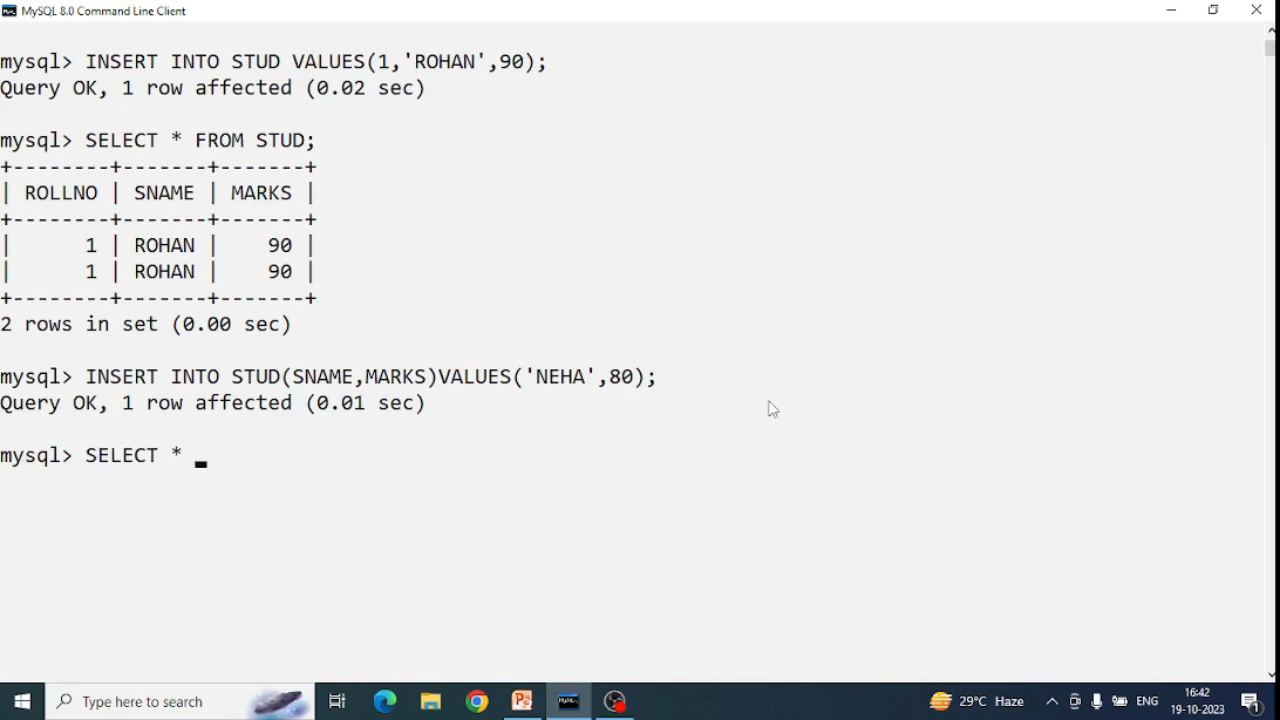 MySQL 8.0 Command Line Client
mysql> INSERT INTO STUD VALUES(1,'ROHAN',90);
Query OK, 1 row affected (0.02 sec)
mysql> SELECT * FROM STUD;
+--------+-------+-------+
| ROLLNO | SNAME | MARKS |
+--------+-------+-------+
|      1 | ROHAN |    90 |
|      1 | ROHAN |    90 |
+--------+-------+-------+
2 rows in set (0.00 sec)
mysql> INSERT INTO STUD(SNAME,MARKS)VALUES('NEHA',80);
Query OK, 1 row affected (0.01 sec)
mysql> SELECT * _
Type here to search
29°C Haze
ENG
16:42
19-10-2023
1